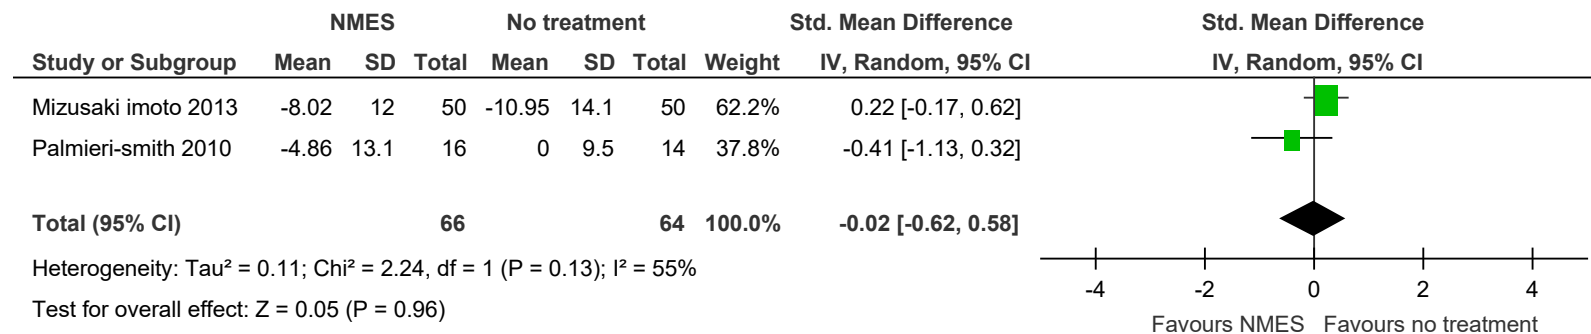 NMES No treatment Std. Mean Difference Std. Mean Difference
Study or Subgroup Mean SD Total Mean SD Total Weight IV, Random, 95% CI IV, Random, 95% CI
Mizusaki imoto 2013 -8.02 12 50 -10.95 14.1 50 62.2% 0.22 [-0.17, 0.62]
Palmieri-smith 2010 -4.86 13.1 16 0 9.5 14 37.8% -0.41 [-1.13, 0.32]
Total (95% CI) 66 64 100.0% -0.02 [-0.62, 0.58]
Heterogeneity: Tau² = 0.11; Chi² = 2.24, df = 1 (P = 0.13); I² = 55%
Test for overall effect: Z = 0.05 (P = 0.96)
-4 -2 0 2 4
Favours NMES Favours no treatment